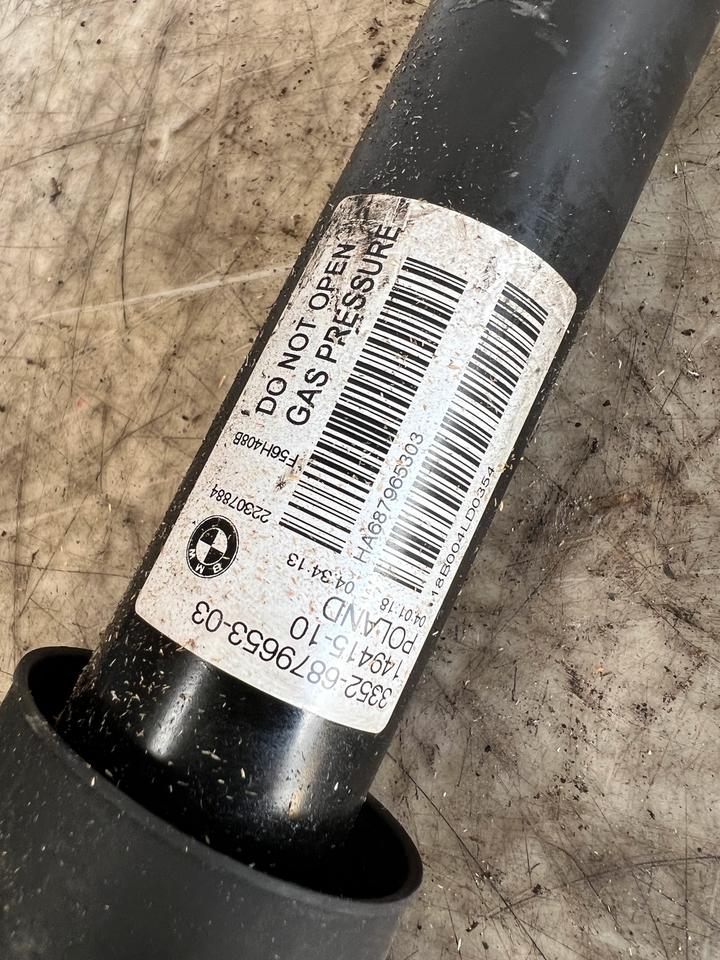 DO NOT OPEN
GAS PRESSURE
F56H408B
22307884
BMW
HA687965303
18B004LD0354
04:34:13
04:01:18
3352-6879653-03
149415-10
POLAND